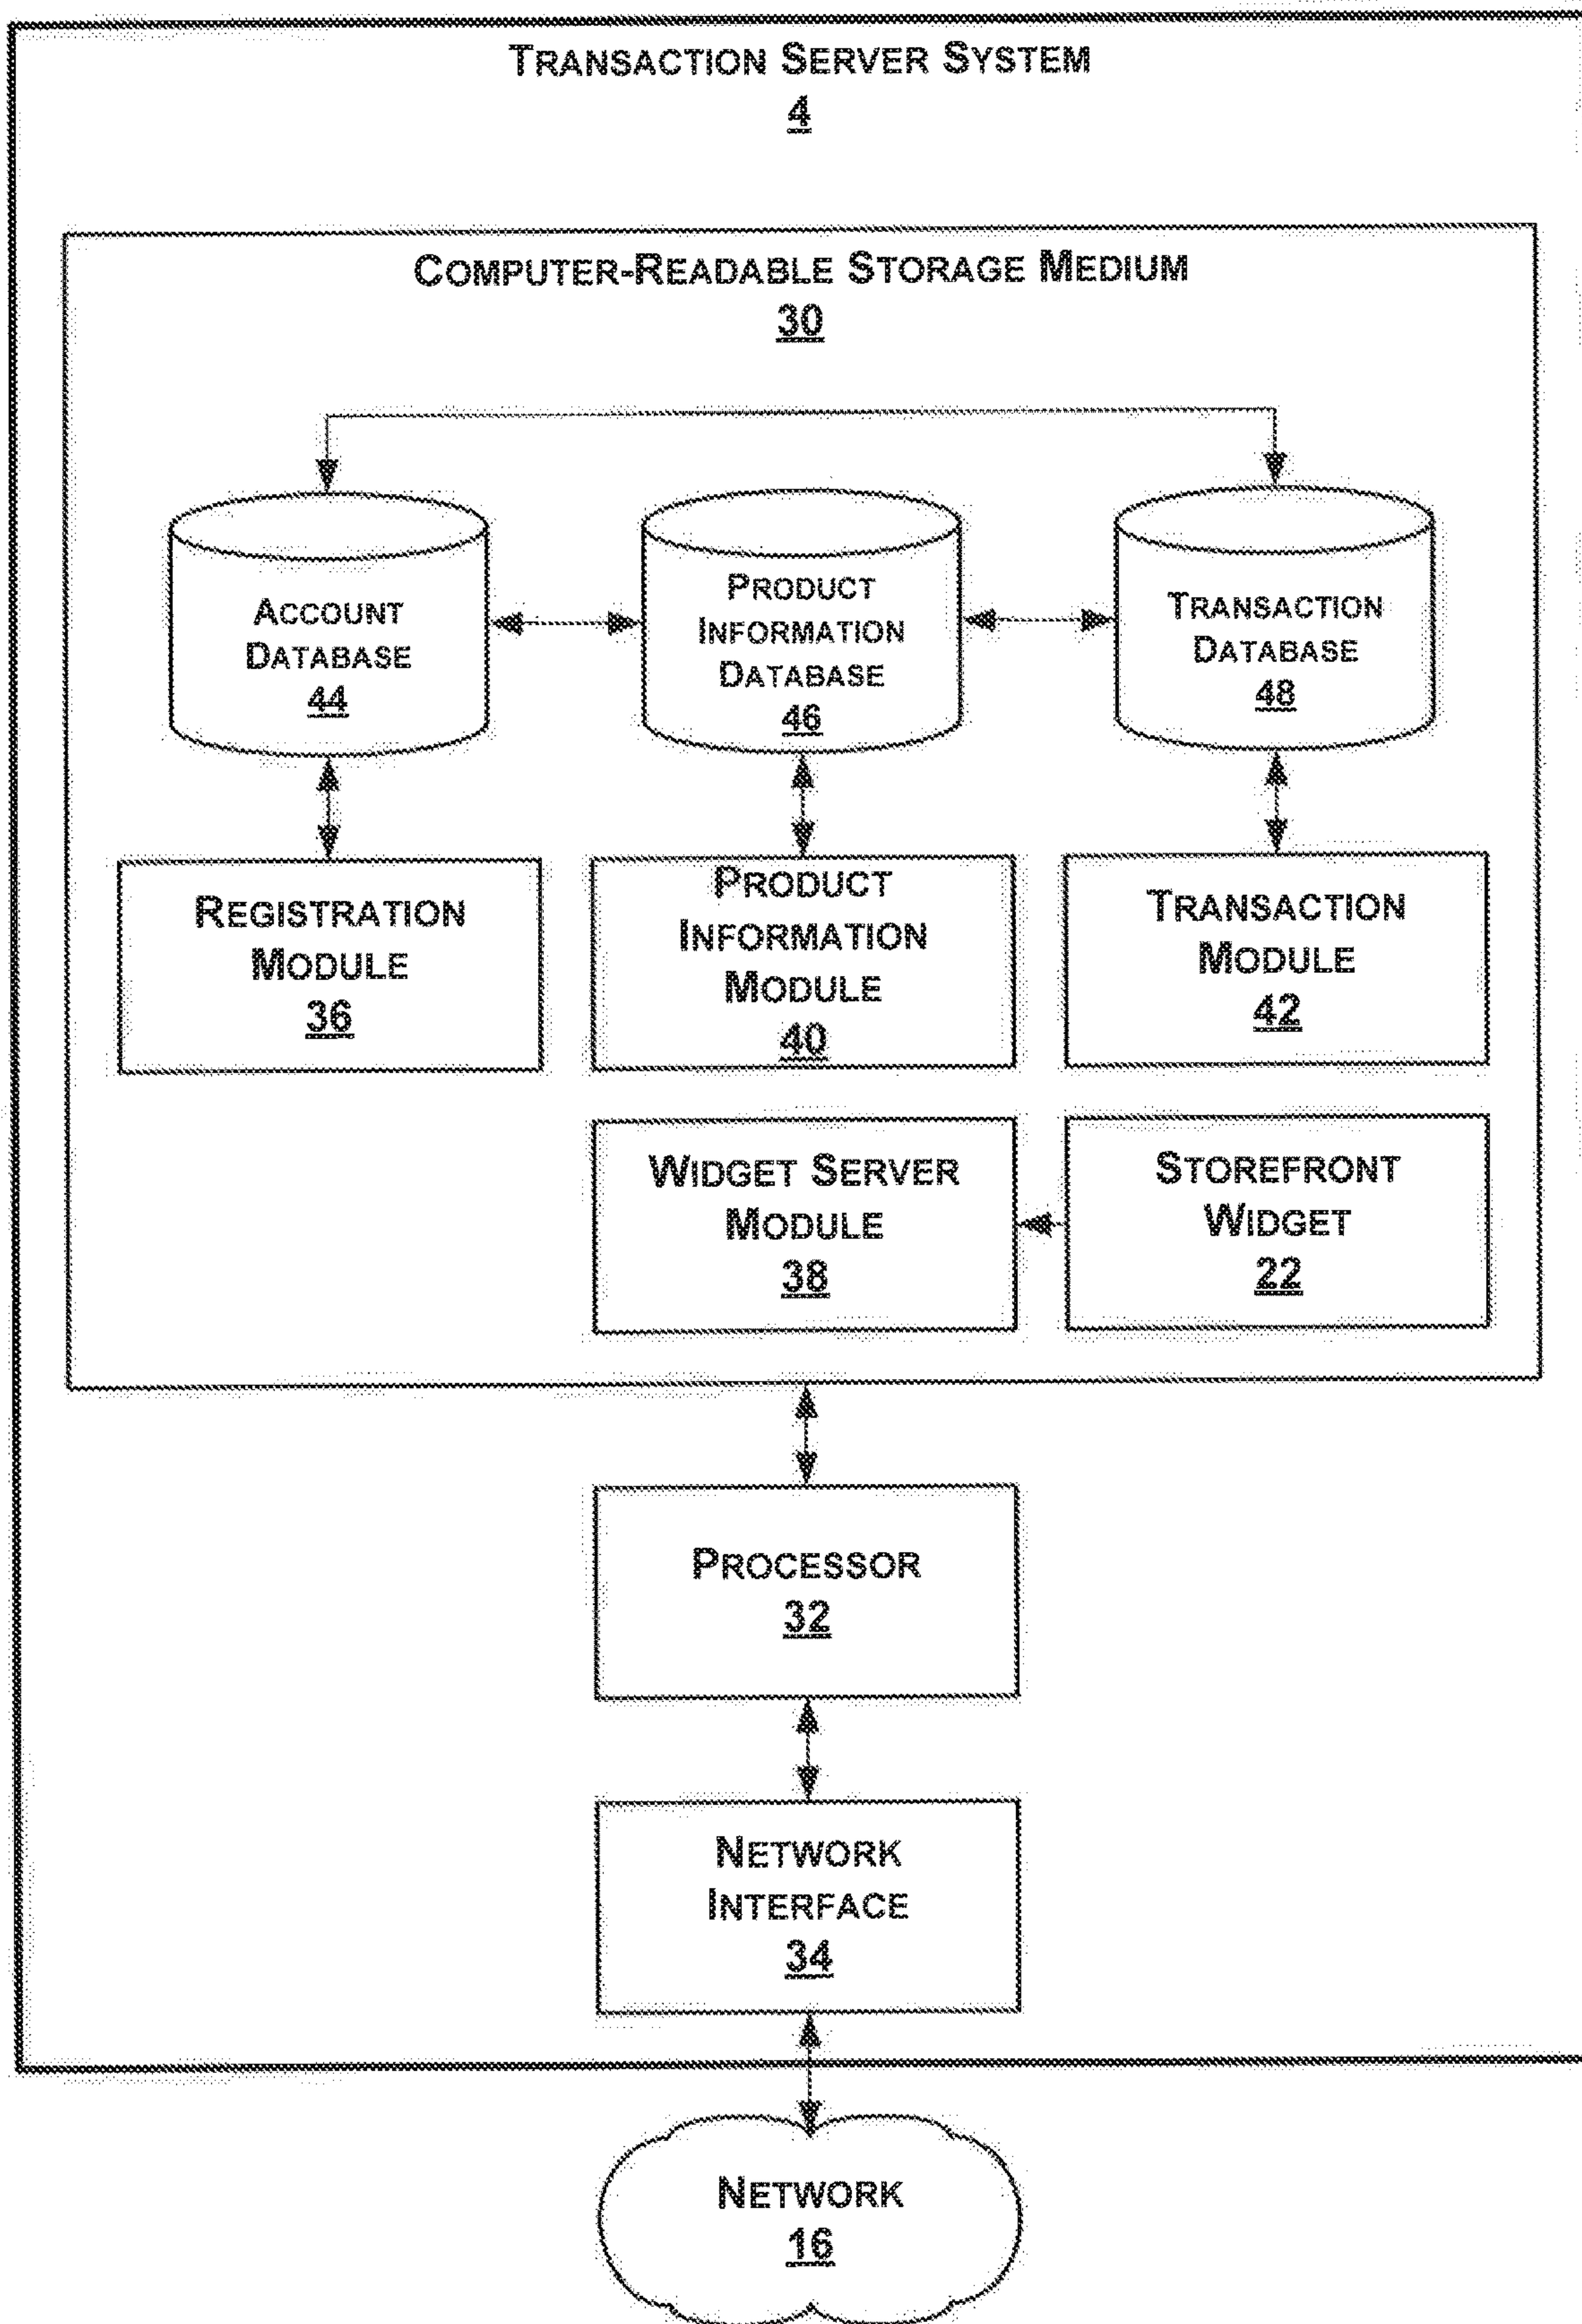 TRANSACTION SERVER SYSTEM
4
COMPUTER-READABLE STORAGE MEDIUM
30
ACCOUNT
DATABASE
44
PRODUCT
INFORMATION
DATABASE
46
TRANSACTION
DATABASE
48
REGISTRATION
MODULE
36
PRODUCT
INFORMATION
MODULE
40
TRANSACTION
MODULE
42
WIDGET SERVER
MODULE
38
STOREFRONT
WIDGET
22
PROCESSOR
32
NETWORK
INTERFACE
34
NETWORK
16